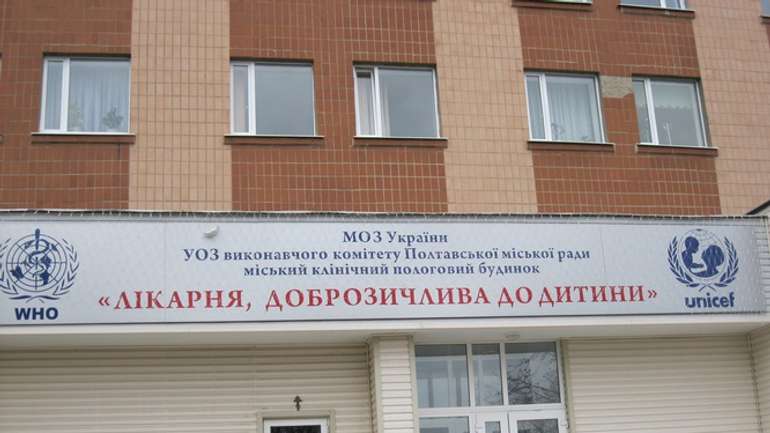 МОЗ України
УОЗ виконавчого комітету Полтавської міської ради
міський клінічний пологовий будинок
«ЛІКАРНЯ, ДОБРОЗИЧЛИВА ДО ДИТИНИ»
WHO
unicef